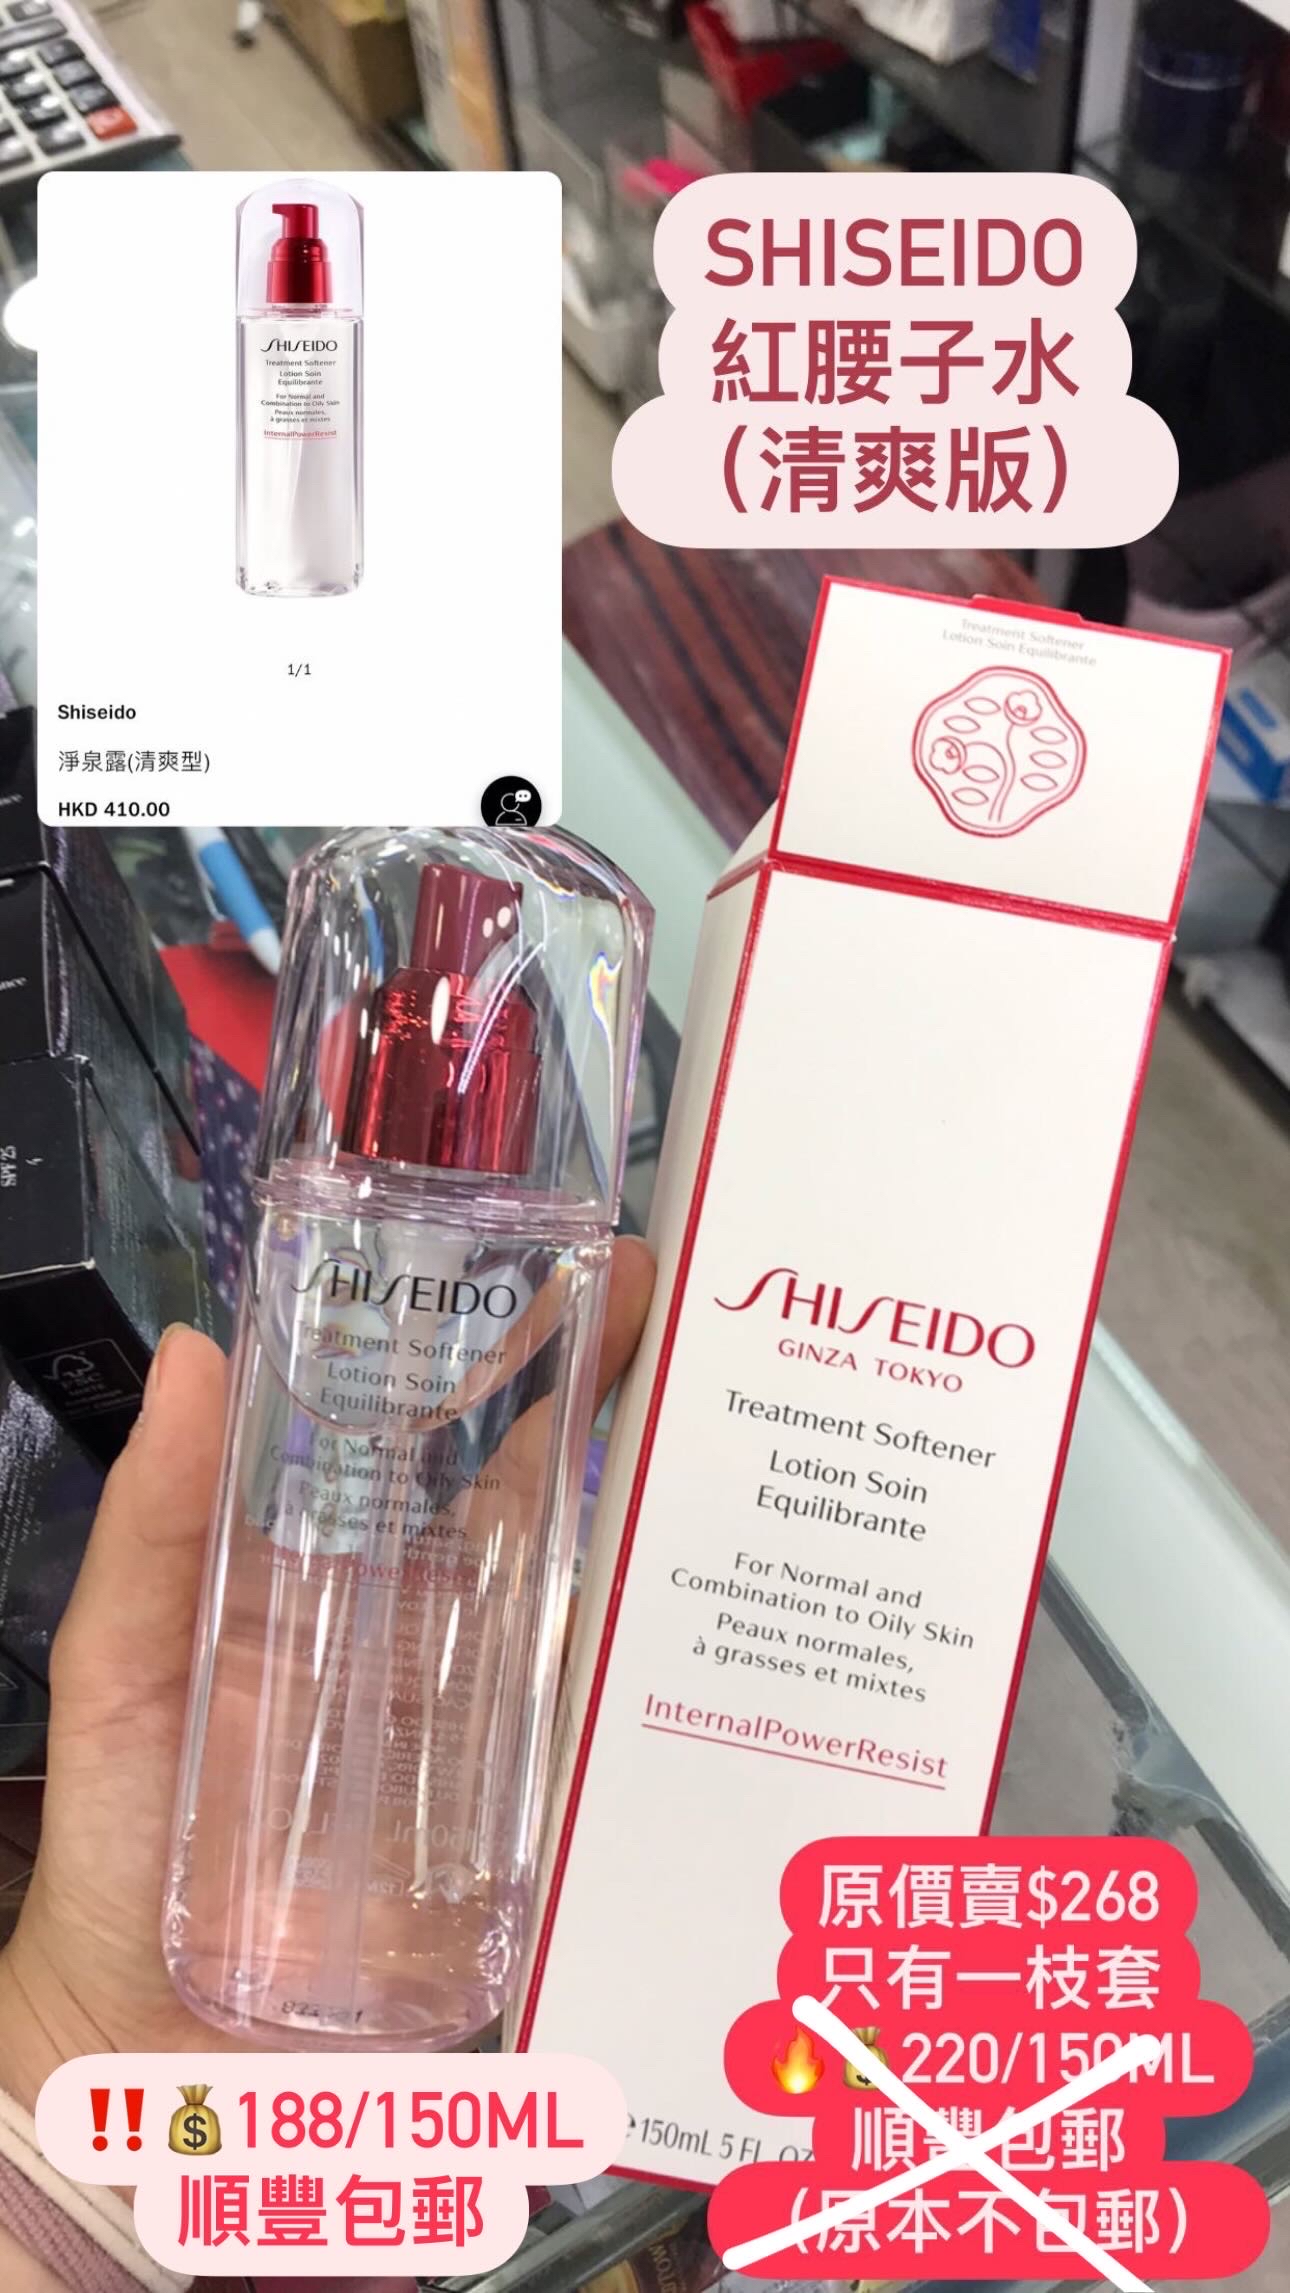 SHISEIDO
紅腰子水
(清爽版)
SHISEIDO
Treatment Softener
Lotion Soin
Equilibrante
For Normal and
Combination to Oily Skin
Peaux normales,
à grasses et mixtes
InternalPowerResist
1/1
Shiseido
淨泉露(清爽型)
HKD 410.00
Treatment Softener
Lotion Soin Equilibrante
SHISEIDO
Treatment Softener
Lotion Soin
Equilibrante
For Normal and
Combination to Oily Skin
Peaux normales,
à grasses et mixtes
SHISEIDO
GINZA TOKYO
Treatment Softener
Lotion Soin
Equilibrante
For Normal and
Combination to Oily Skin
Peaux normales,
à grasses et mixtes
InternalPowerResist
150mL 5 FL. OZ
原價賣$268
只有一枝套
🔥💰220/150ML
順豐包郵
(原本不包郵)
‼️💰188/150ML
順豐包郵